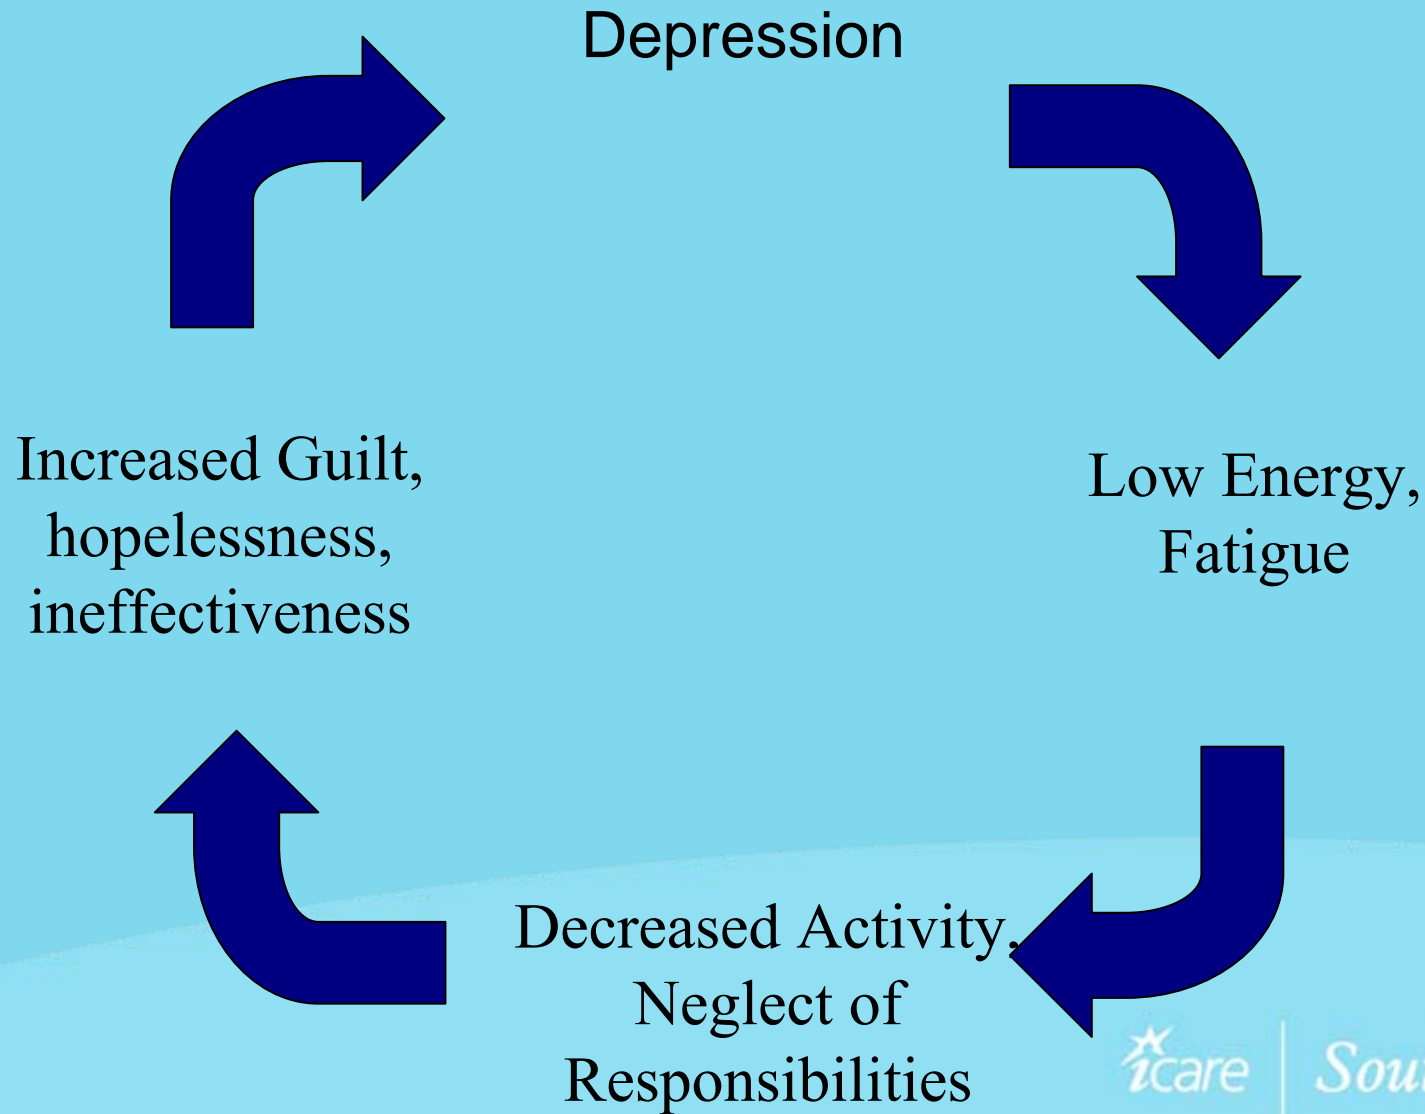 Depression
Increased Guilt,
hopelessness,
ineffectiveness
Low Energy,
Fatigue
Decreased Activity,
Neglect of
Responsibilities
icare